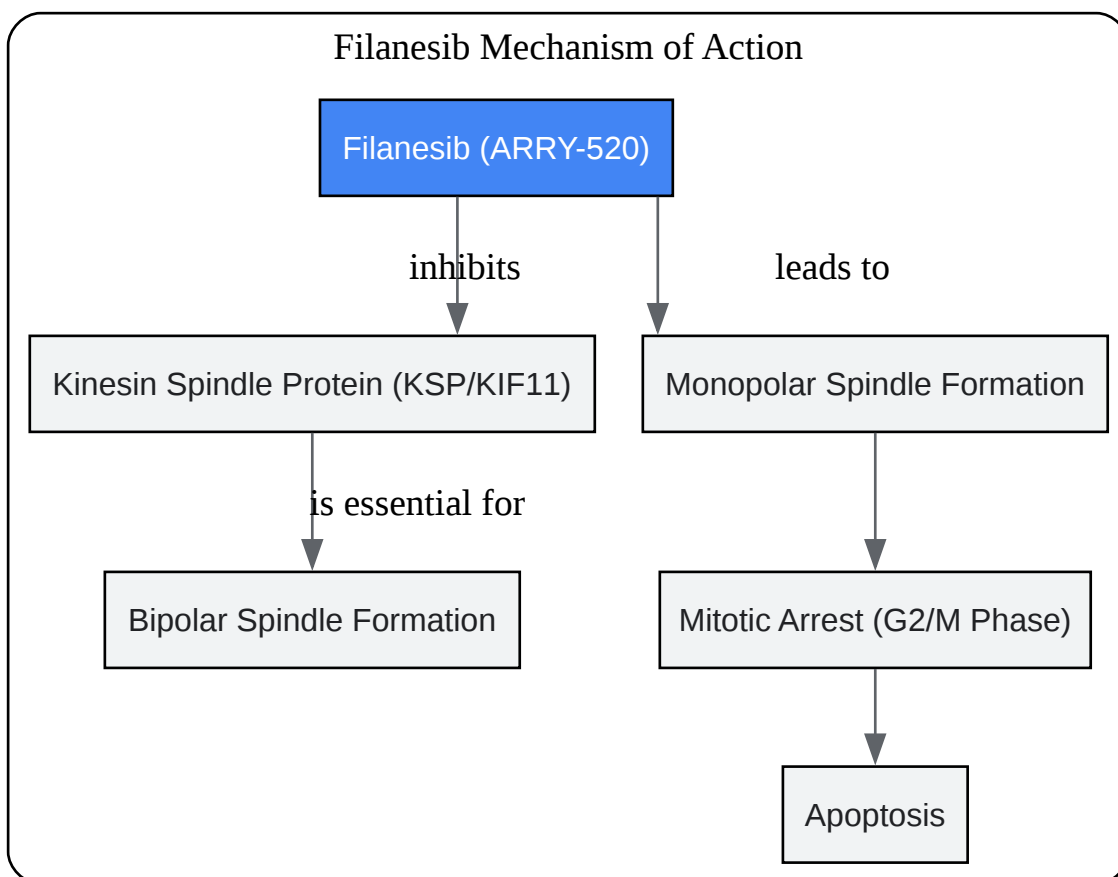 Filanesib Mechanism of Action
Filanesib (ARRY-520)
inhibits
leads to
Kinesin Spindle Protein (KSP/KIF11)
Monopolar Spindle Formation
is essential for
Bipolar Spindle Formation
Mitotic Arrest (G2/M Phase)
Apoptosis